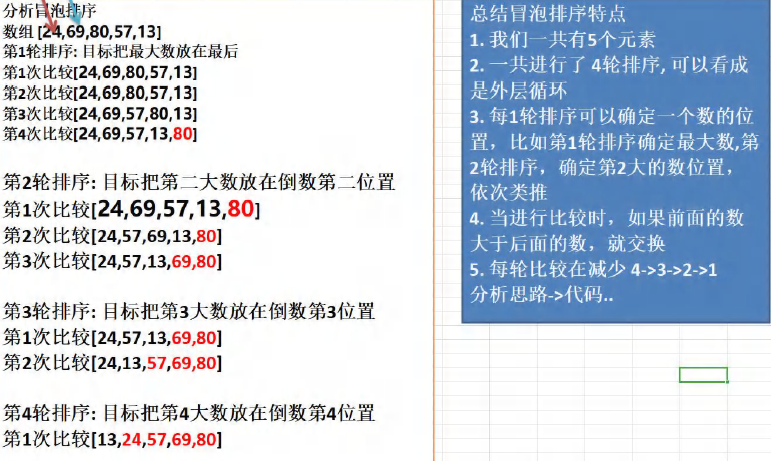 分析冒泡排序
数组 [24,69,80,57,13]
第1轮排序: 目标把最大数放在最后
第1次比较[24,69,80,57,13]
第2次比较[24,69,80,57,13]
第3次比较[24,69,57,80,13]
第4次比较[24,69,57,13,80]
第2轮排序: 目标把第二大数放在倒数第二位置
第1次比较[24,69,57,13,80]
第2次比较[24,57,69,13,80]
第3次比较[24,57,13,69,80]
第3轮排序: 目标把第3大数放在倒数第3位置
第1次比较[24,57,13,69,80]
第2次比较[24,13,57,69,80]
第4轮排序: 目标把第4大数放在倒数第4位置
第1次比较[13,24,57,69,80]
总结冒泡排序特点
1. 我们一共有5个元素
2. 一共进行了 4轮排序, 可以看成
是外层循环
3. 每1轮排序可以确定一个数的位
置，比如第1轮排序确定最大数,第
2轮排序，确定第2大的数位置，
依次类推
4. 当进行比较时，如果前面的数
大于后面的数，就交换
5. 每轮比较在减少 4->3->2->1
分析思路->代码..